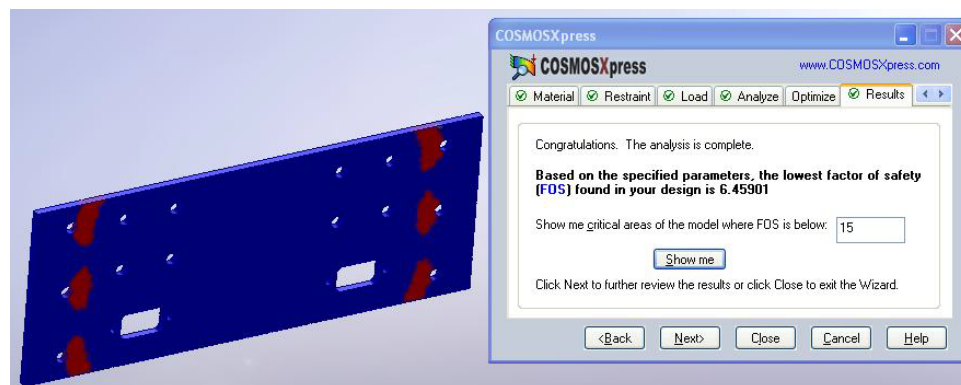 COSMOSXpress
COSMOSXpress www.COSMOSXpress.com
Material Restraint Load Analyze Optimize Results
Congratulations. The analysis is complete.
Based on the specified parameters, the lowest factor of safety
(FOS) found in your design is 6.45901
Show me critical areas of the model where FOS is below: 15
Show me
Click Next to further review the results or click Close to exit the Wizard.
<Back Next> Close Cancel Help